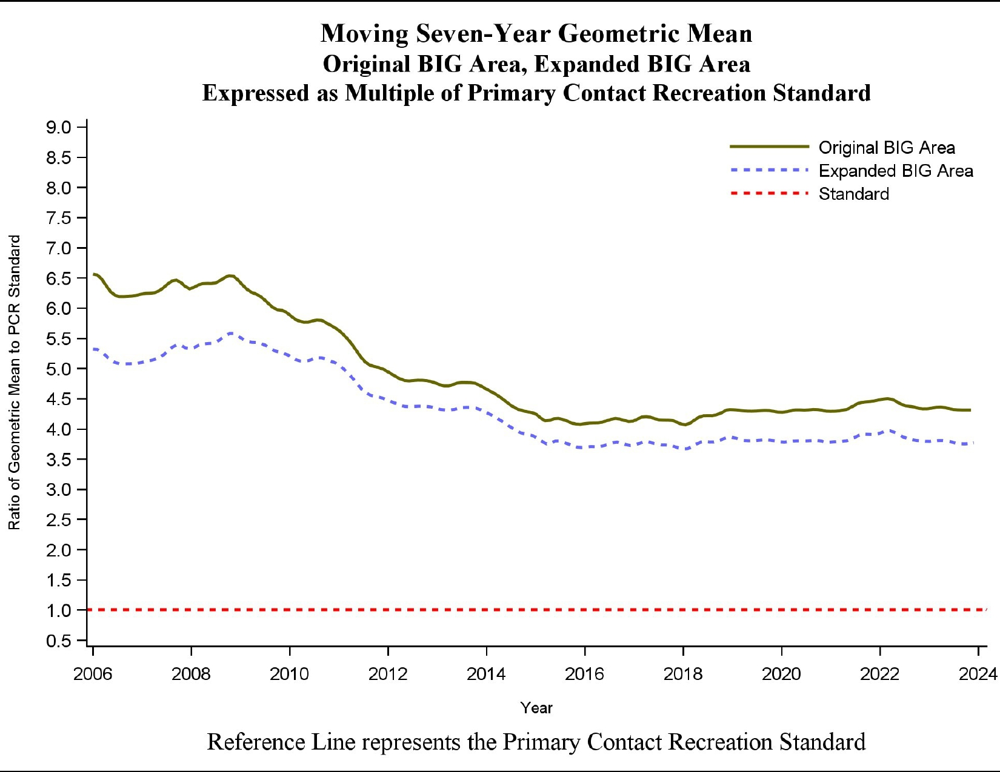 Moving Seven-Year Geometric Mean
Original BIG Area, Expanded BIG Area
Expressed as Multiple of Primary Contact Recreation Standard
Original BIG Area
Expanded BIG Area
Standard
Ratio of Geometric Mean to PCR Standard
9.0
8.5
8.0
7.5
7.0
6.5
6.0
5.5
5.0
4.5
4.0
3.5
3.0
2.5
2.0
1.5
1.0
0.5
2006 2008 2010 2012 2014 2016 2018 2020 2022 2024
Year
Reference Line represents the Primary Contact Recreation Standard